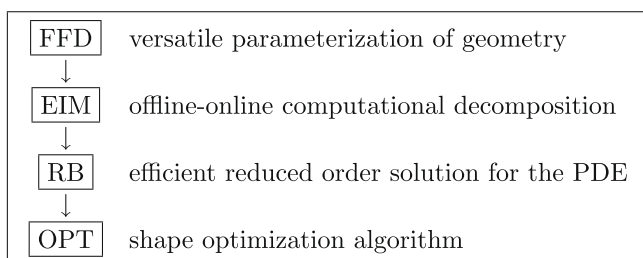 FFD versatile parameterization of geometry
EIM offline-online computational decomposition
RB efficient reduced order solution for the PDE
OPT shape optimization algorithm